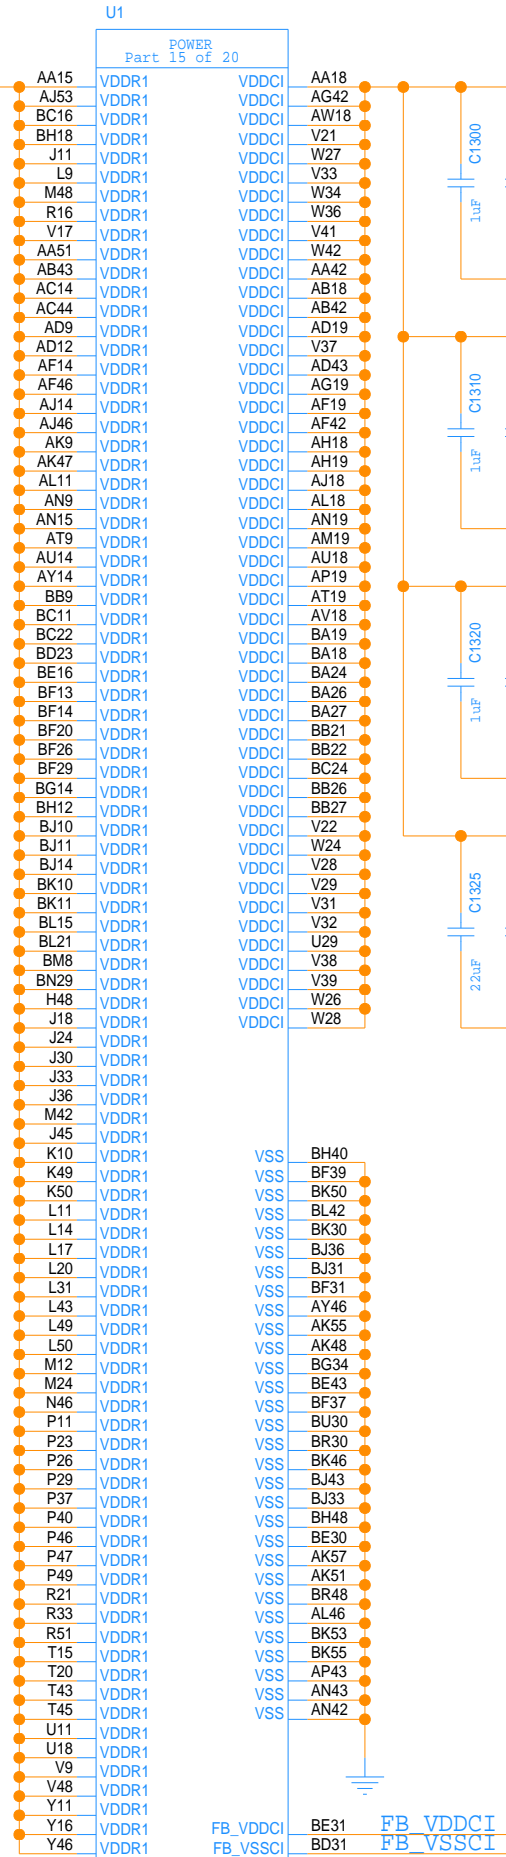 U1
POWER
Part 15 of 20
AA15 VDDR1 VDDCI AA18
AJ53 VDDR1 VDDCI AG42
BC16 VDDR1 VDDCI AW18
BH18 VDDR1 VDDCI V21
J11 VDDR1 VDDCI W27
L9 VDDR1 VDDCI V33
M48 VDDR1 VDDCI W34
R16 VDDR1 VDDCI W36
V17 VDDR1 VDDCI V41
AA51 VDDR1 VDDCI W42
AB43 VDDR1 VDDCI AA42
AC14 VDDR1 VDDCI AB18
AC44 VDDR1 VDDCI AB42
AD9 VDDR1 VDDCI AD19
AD12 VDDR1 VDDCI V37
AF14 VDDR1 VDDCI AD43
AF46 VDDR1 VDDCI AG19
AJ14 VDDR1 VDDCI AF19
AJ46 VDDR1 VDDCI AF42
AK9 VDDR1 VDDCI AH18
AK47 VDDR1 VDDCI AH19
AL11 VDDR1 VDDCI AJ18
AN9 VDDR1 VDDCI AL18
AN15 VDDR1 VDDCI AN19
AT9 VDDR1 VDDCI AM19
AU14 VDDR1 VDDCI AU18
AY14 VDDR1 VDDCI AP19
BB9 VDDR1 VDDCI AT19
BC11 VDDR1 VDDCI AV18
BC22 VDDR1 VDDCI BA19
BD23 VDDR1 VDDCI BA18
BE16 VDDR1 VDDCI BA24
BF13 VDDR1 VDDCI BA26
BF14 VDDR1 VDDCI BA27
BF20 VDDR1 VDDCI BB21
BF26 VDDR1 VDDCI BB22
BF29 VDDR1 VDDCI BC24
BG14 VDDR1 VDDCI BB26
BH12 VDDR1 VDDCI BB27
BJ10 VDDR1 VDDCI V22
BJ11 VDDR1 VDDCI W24
BJ14 VDDR1 VDDCI V28
BK10 VDDR1 VDDCI V29
BK11 VDDR1 VDDCI V31
BL15 VDDR1 VDDCI V32
BL21 VDDR1 VDDCI U29
BM8 VDDR1 VDDCI V38
BN29 VDDR1 VDDCI V39
H48 VDDR1 VDDCI W26
J18 VDDR1 VDDCI W28
J24 VDDR1
J30 VDDR1
J33 VDDR1
J36 VDDR1
M42 VDDR1
J45 VDDR1
K10 VDDR1 VSS BH40
K49 VDDR1 VSS BF39
K50 VDDR1 VSS BK50
L11 VDDR1 VSS BL42
L14 VDDR1 VSS BK30
L17 VDDR1 VSS BJ36
L20 VDDR1 VSS BJ31
L31 VDDR1 VSS BF31
L43 VDDR1 VSS AY46
L49 VDDR1 VSS AK55
L50 VDDR1 VSS AK48
M12 VDDR1 VSS BG34
M24 VDDR1 VSS BE43
N46 VDDR1 VSS BF37
P11 VDDR1 VSS BU30
P23 VDDR1 VSS BR30
P26 VDDR1 VSS BK46
P29 VDDR1 VSS BJ43
P37 VDDR1 VSS BJ33
P40 VDDR1 VSS BH48
P46 VDDR1 VSS BE30
P47 VDDR1 VSS AK57
P49 VDDR1 VSS AK51
R21 VDDR1 VSS BR48
R33 VDDR1 VSS AL46
R51 VDDR1 VSS BK53
T15 VDDR1 VSS BK55
T20 VDDR1 VSS AP43
T43 VDDR1 VSS AN43
T45 VDDR1 VSS AN42
U11 VDDR1
U18 VDDR1
V9 VDDR1
V48 VDDR1
Y11 VDDR1
Y16 VDDR1 FB_VDDCI BE31 FB_VDDCI
Y46 VDDR1 FB_VSSCI BD31 FB_VSSCI
C1300
1uF
C1310
1uF
C1320
1uF
C1325
22uF